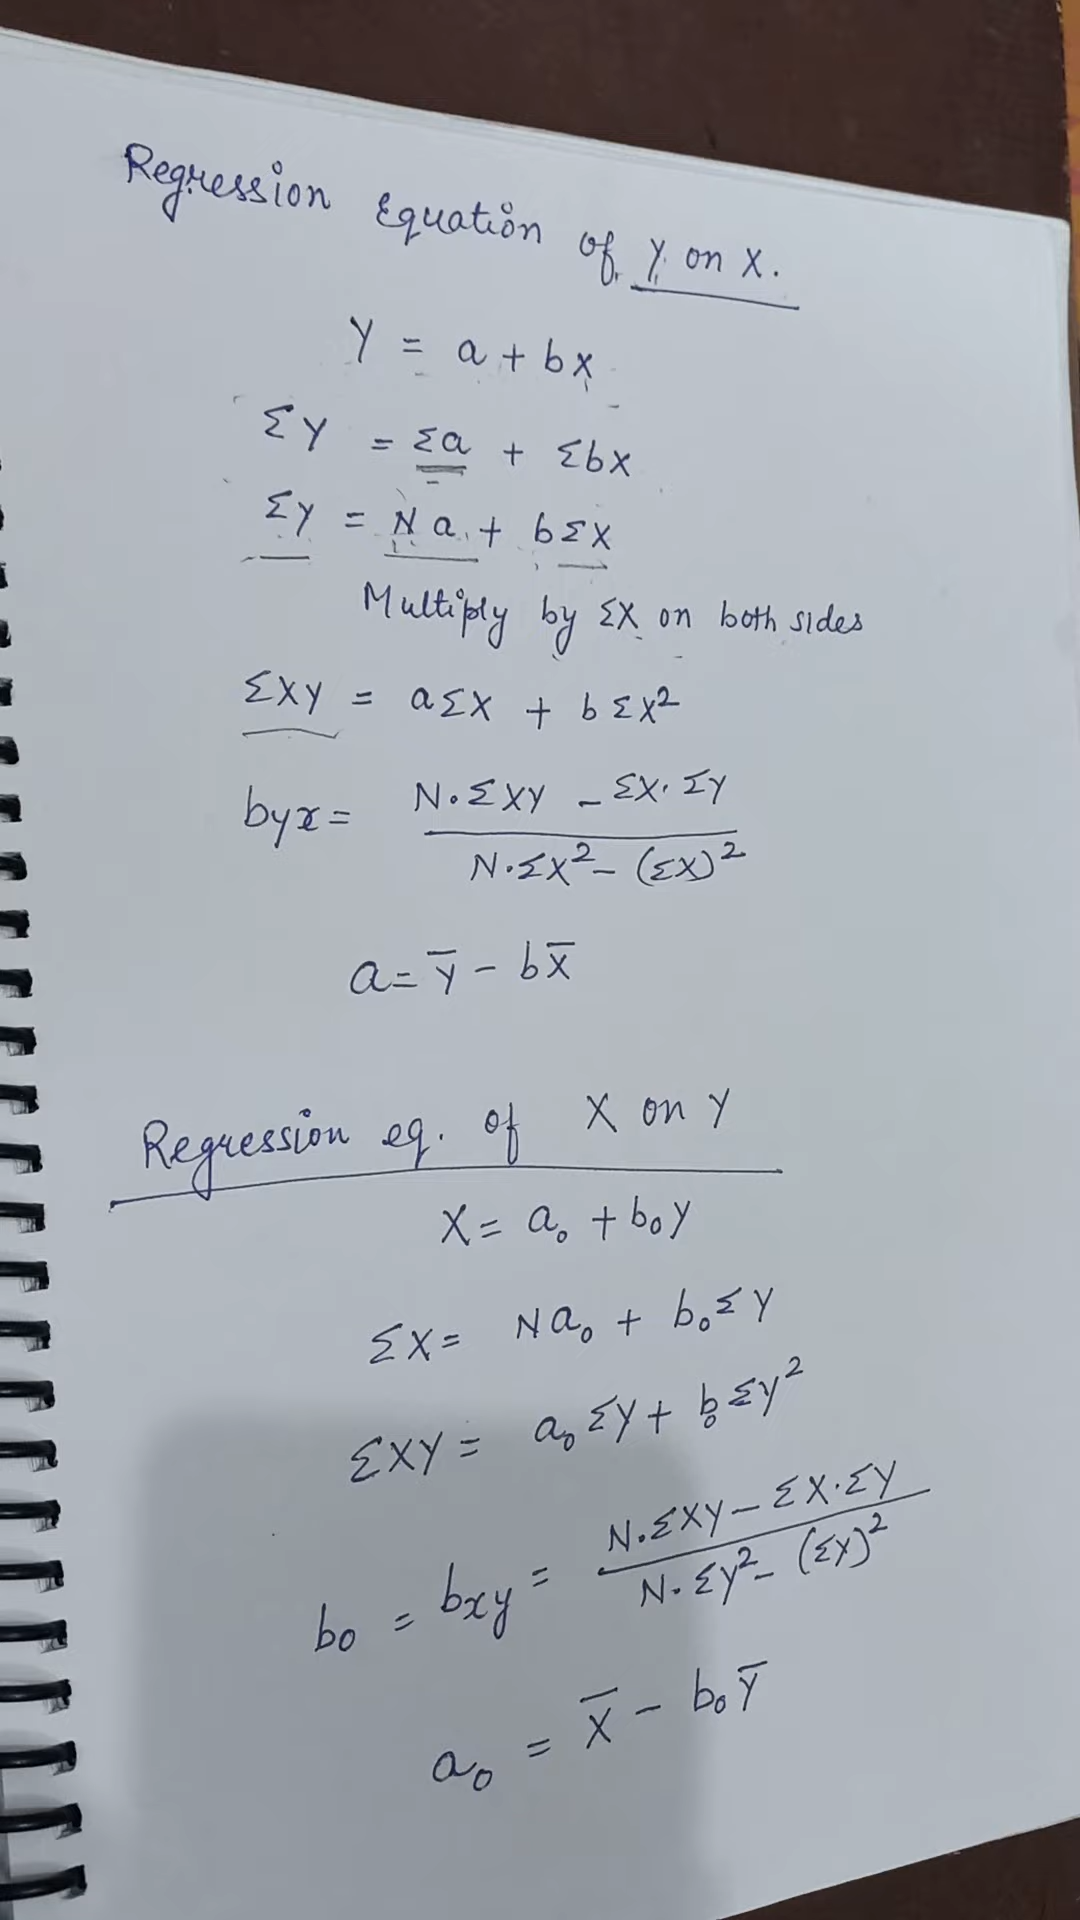 Regression Equation of Y on X.
Y = a + bx
ΣY = Σa + Σbx
ΣY = Na + bΣX
Multiply by ΣX on both sides
ΣXY = aΣX + bΣX²
byx = N.ΣXY - ΣX.ΣY
N.ΣX² - (ΣX)²
a = Y̅ - bX̅
Regression eq. of X on Y
X = a₀ + b₀Y
ΣX = Na₀ + b₀ΣY
ΣXY = a₀ΣY + b₀ΣY²
b₀ = bxy = N.ΣXY - ΣX.ΣY
N.ΣY² - (ΣY)²
a₀ = X̅ - b₀Y̅